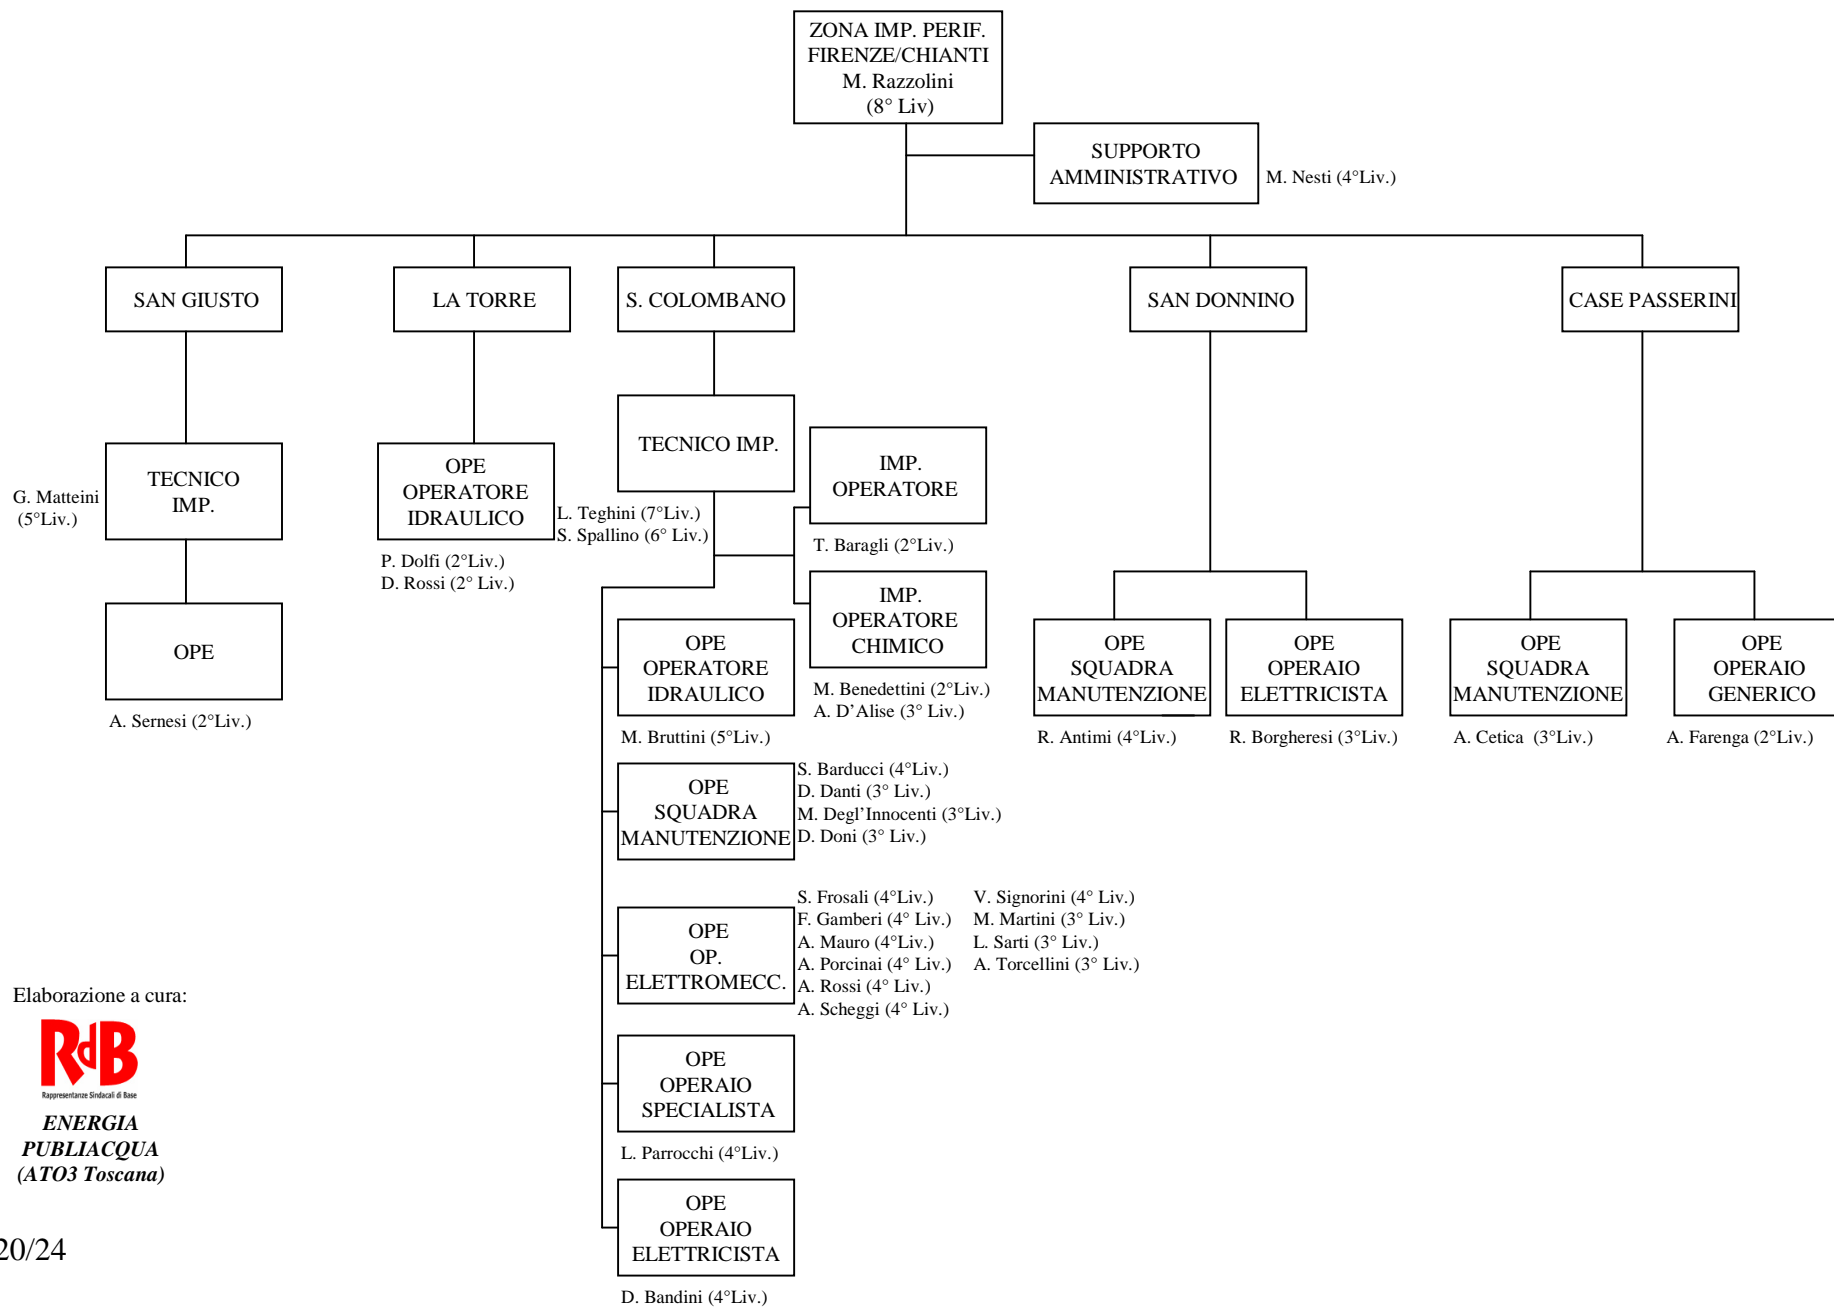 ZONA IMP. PERIF.
FIRENZE/CHIANTI
M. Razzolini
(8° Liv)
SUPPORTO
AMMINISTRATIVO
M. Nesti (4°Liv.)
SAN GIUSTO
LA TORRE
S. COLOMBANO
SAN DONNINO
CASE PASSERINI
G. Matteini
(5°Liv.)
TECNICO
IMP.
OPE
A. Sernesi (2°Liv.)
OPE
OPERATORE
IDRAULICO
P. Dolfi (2°Liv.)
D. Rossi (2° Liv.)
TECNICO IMP.
L. Teghini (7°Liv.)
S. Spallino (6° Liv.)
IMP.
OPERATORE
T. Baragli (2°Liv.)
IMP.
OPERATORE
CHIMICO
M. Benedettini (2°Liv.)
A. D'Alise (3° Liv.)
OPE
OPERATORE
IDRAULICO
M. Bruttini (5°Liv.)
OPE
SQUADRA
MANUTENZIONE
S. Barducci (4°Liv.)
D. Danti (3° Liv.)
M. Degl'Innocenti (3°Liv.)
D. Doni (3° Liv.)
OPE
OP.
ELETTROMECC.
S. Frosali (4°Liv.)
F. Gamberi (4° Liv.)
A. Mauro (4°Liv.)
A. Porcinai (4° Liv.)
A. Rossi (4° Liv.)
A. Scheggi (4° Liv.)
V. Signorini (4° Liv.)
M. Martini (3° Liv.)
L. Sarti (3° Liv.)
A. Torcellini (3° Liv.)
OPE
OPERAIO
SPECIALISTA
L. Parrocchi (4°Liv.)
OPE
OPERAIO
ELETTRICISTA
D. Bandini (4°Liv.)
OPE
SQUADRA
MANUTENZIONE
R. Antimi (4°Liv.)
OPE
OPERAIO
ELETTRICISTA
R. Borgheresi (3°Liv.)
OPE
SQUADRA
MANUTENZIONE
A. Cetica (3°Liv.)
OPE
OPERAIO
GENERICO
A. Farenga (2°Liv.)
Elaborazione a cura:
RdB
Rappresentanze Sindacali di Base
ENERGIA
PUBLIACQUA
(ATO3 Toscana)
20/24